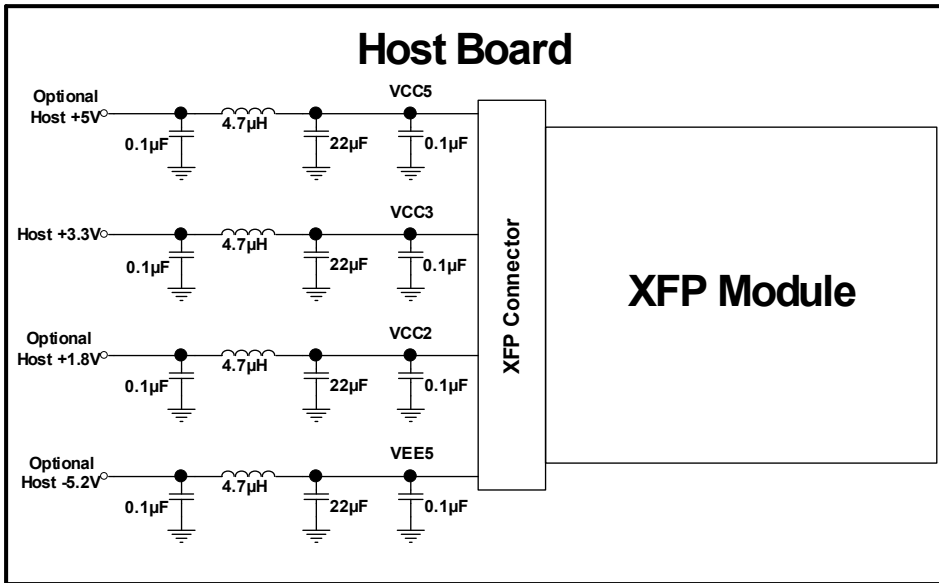 Host Board
Optional
Host +5V
VCC5
4.7µH
0.1µF
22µF
0.1µF
Host +3.3V
VCC3
4.7µH
0.1µF
22µF
0.1µF
Optional
Host +1.8V
VCC2
4.7µH
0.1µF
22µF
0.1µF
Optional
Host -5.2V
VEE5
4.7µH
0.1µF
22µF
0.1µF
XFP Connector
XFP Module